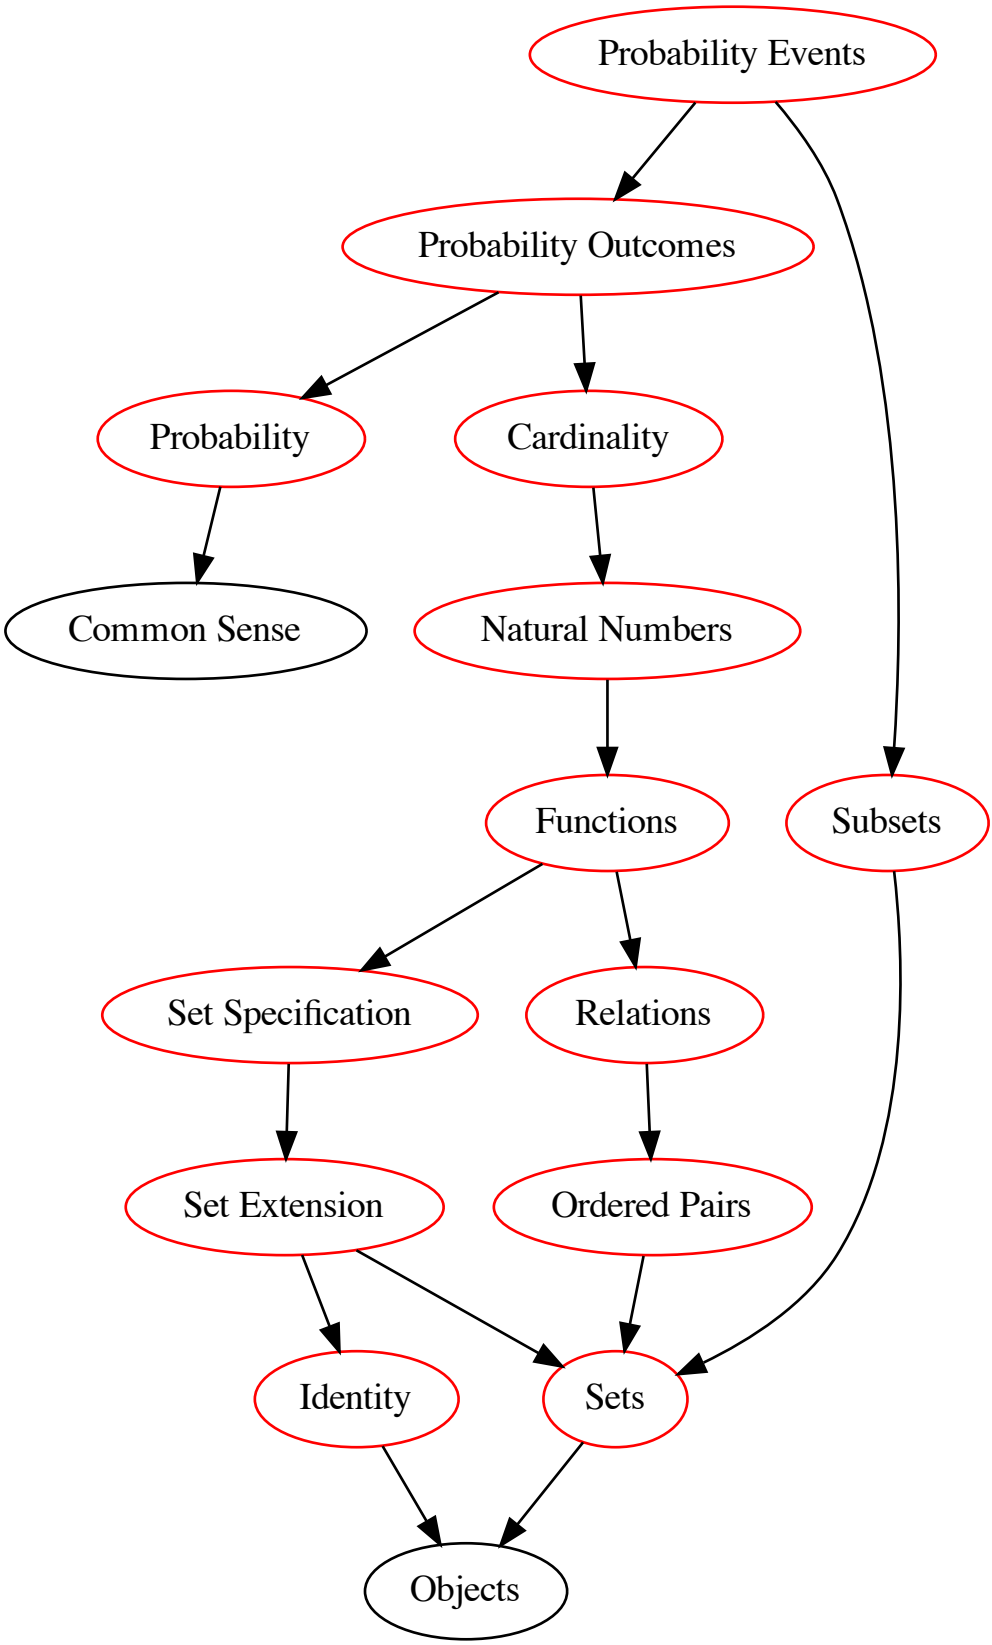 Probability Events
Probability Outcomes
Probability
Cardinality
Common Sense
Natural Numbers
Functions
Subsets
Set Specification
Relations
Set Extension
Ordered Pairs
Identity
Sets
Objects